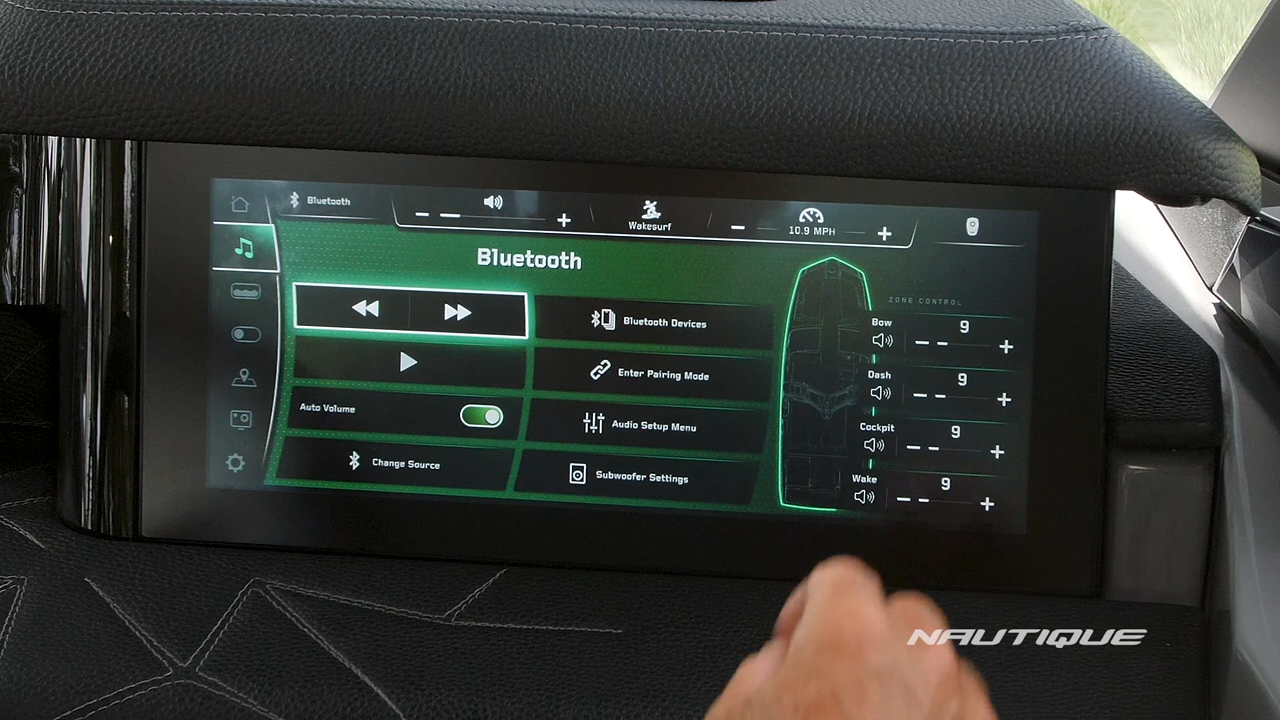 Bluetooth
Wakesurf
10.9 MPH
Bluetooth
ZONE CONTROL
Bluetooth Devices
Enter Pairing Mode
Auto Volume
Audio Setup Menu
Change Source
Subwoofer Settings
Bow
9
Dash
9
Cockpit
9
Wake
9
NAUTIQUE